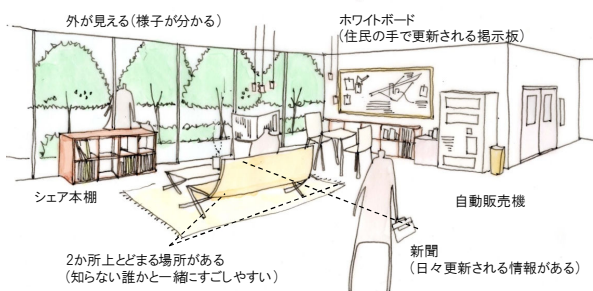 外が見える(様子が分かる)
ホワイトボード
(住民の手で更新される掲示板)
シェア本棚
自動販売機
2か所上とどまる場所がある
(知らない誰かと一緒にすごしやすい)
新聞
(日々更新される情報がある)